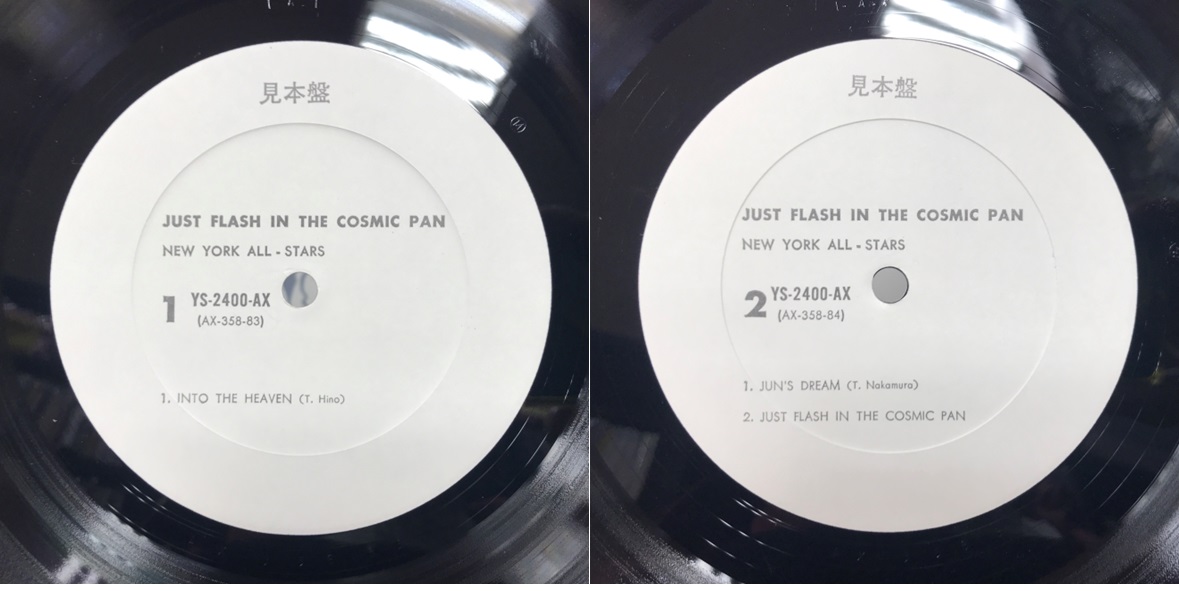 見本盤
JUST FLASH IN THE COSMIC PAN
NEW YORK ALL-STARS
1 YS-2400-AX
(AX-358-83)
1. INTO THE HEAVEN (T. Hino)
見本盤
JUST FLASH IN THE COSMIC PAN
NEW YORK ALL-STARS
2 YS-2400-AX
(AX-358-84)
1. JUN'S DREAM (T. Nakamura)
2. JUST FLASH IN THE COSMIC PAN